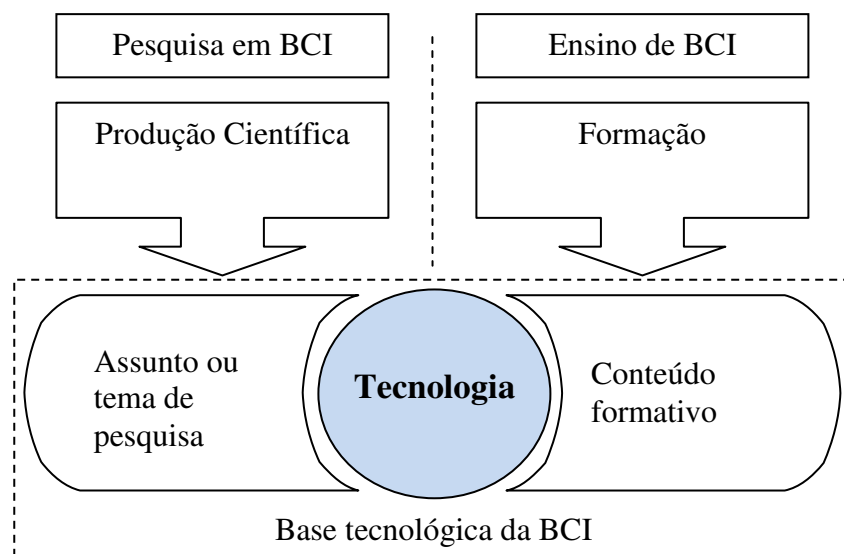 Pesquisa em BCI
Ensino de BCI
Produção Científica
Formação
Assunto ou
tema de
pesquisa
Tecnologia
Conteúdo
formativo
Base tecnológica da BCI